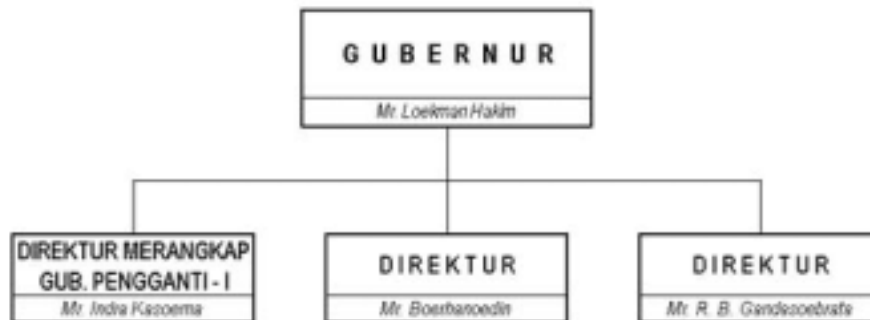 GUBERNUR
Mr. Loekman Hakim
DIREKTUR MERANGKAP
GUB. PENGGANTI - I
Mr. Indra Kasoema
DIREKTUR
Mr. Boerhanoedin
DIREKTUR
Mr. R. B. Gandasoebrata